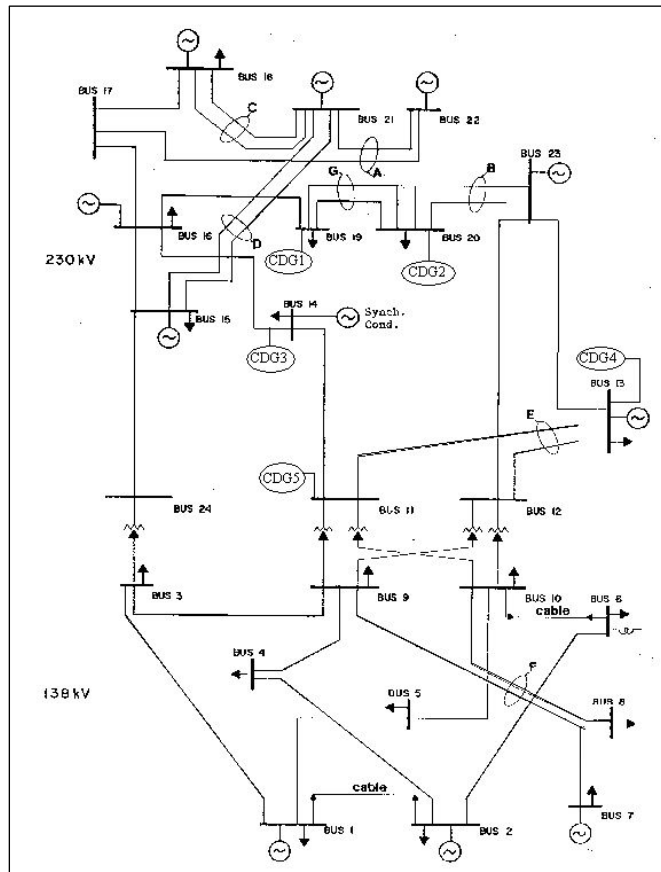 BUS 18
BUS 17
C
BUS 21
BUS 22
A
BUS 23
G
B
BUS 16
D
BUS 19
BUS 20
CDG1
CDG2
230kV
BUS 15
BUS 14
Synch.
Cond.
CDG3
CDG4
BUS 13
E
CDG5
BUS 24
BUS 11
BUS 12
BUS 3
BUS 9
BUS 10
BUS 6
cable
BUS 4
138kV
BUS 5
F
BUS 8
cable
BUS 1
BUS 2
BUS 7